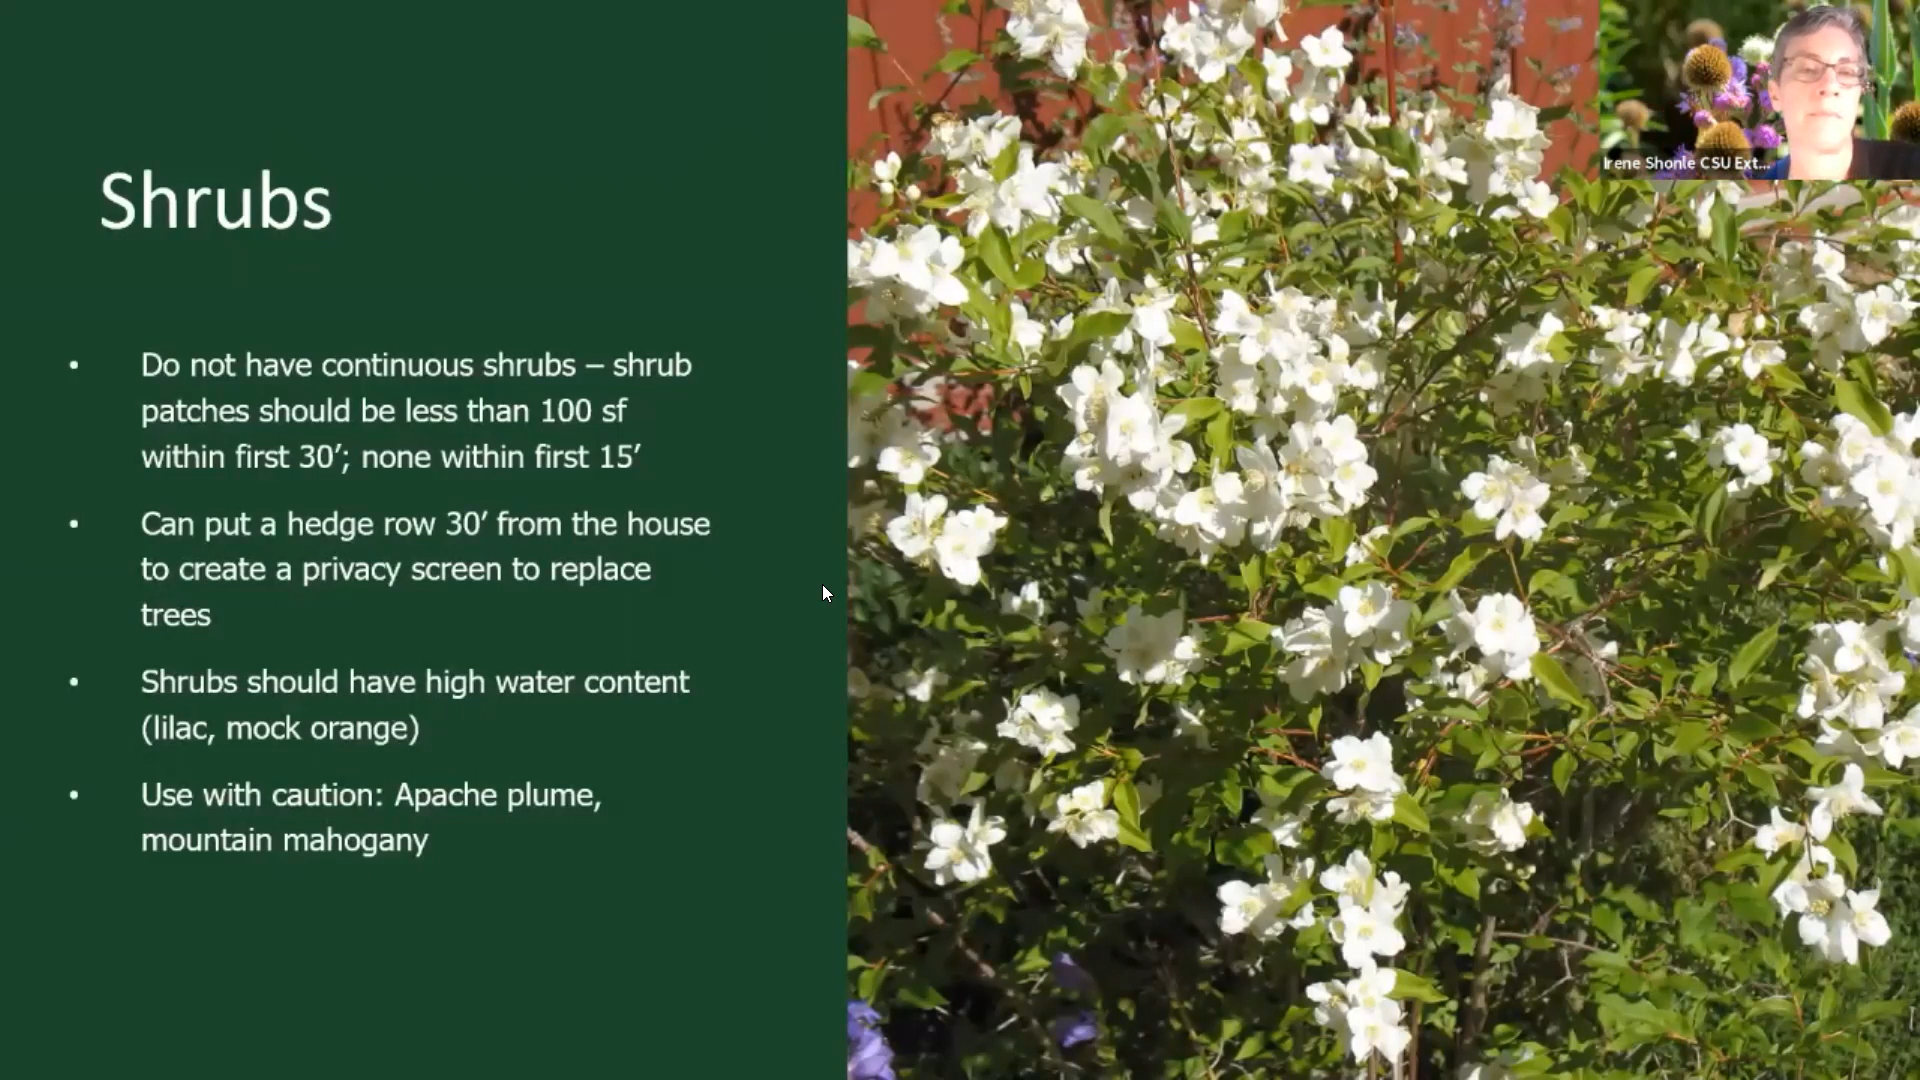 Shrubs
• Do not have continuous shrubs – shrub
patches should be less than 100 sf
within first 30’; none within first 15’
• Can put a hedge row 30’ from the house
to create a privacy screen to replace
trees
• Shrubs should have high water content
(lilac, mock orange)
• Use with caution: Apache plume,
mountain mahogany
Irene Shonle CSU Ext...